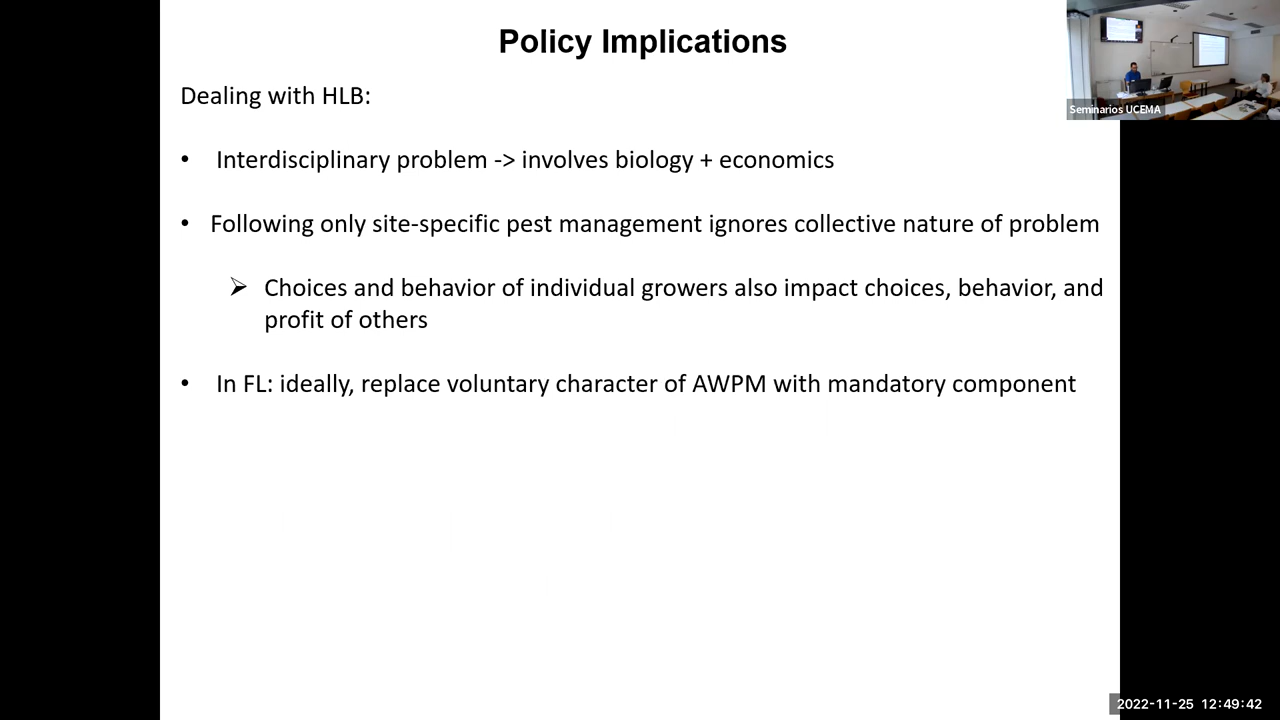 Policy Implications
Seminarios UCEMA
Dealing with HLB:
• Interdisciplinary problem -> involves biology + economics
• Following only site-specific pest management ignores collective nature of problem
➢ Choices and behavior of individual growers also impact choices, behavior, and
profit of others
• In FL: ideally, replace voluntary character of AWPM with mandatory component
2022-11-25 12:49:42